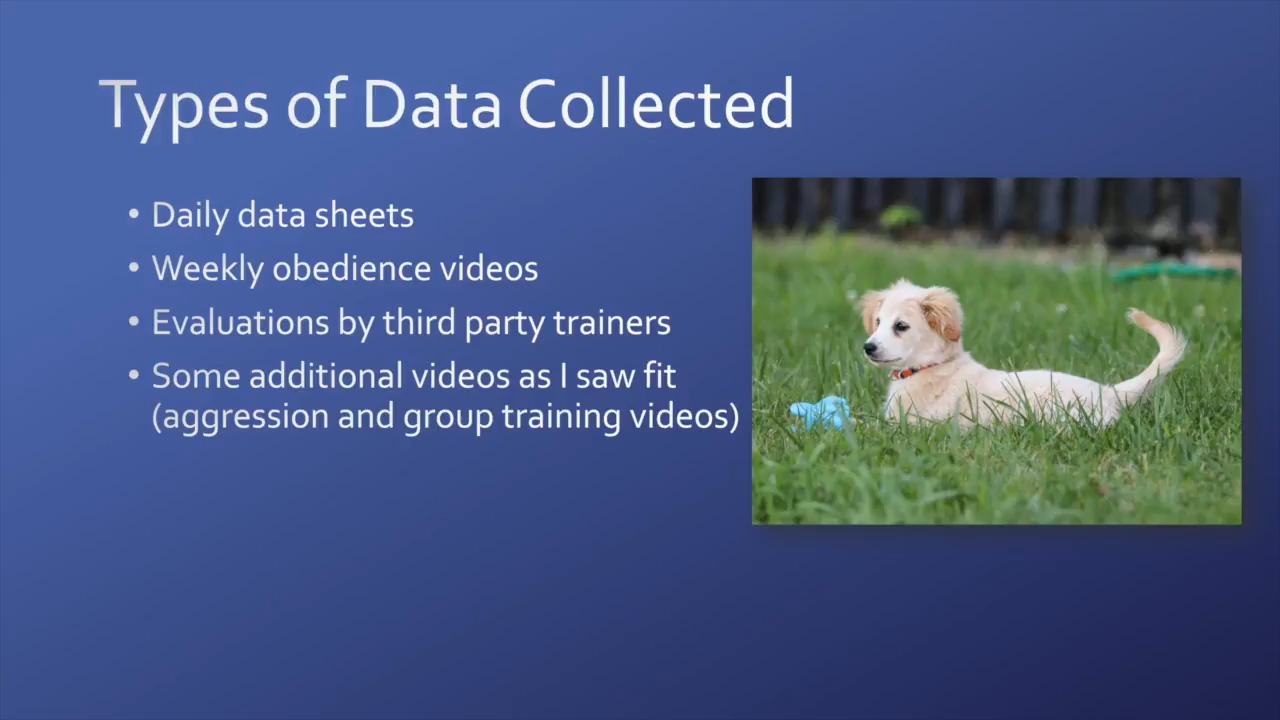 Types of Data Collected
• Daily data sheets
• Weekly obedience videos
• Evaluations by third party trainers
• Some additional videos as I saw fit
(aggression and group training videos)